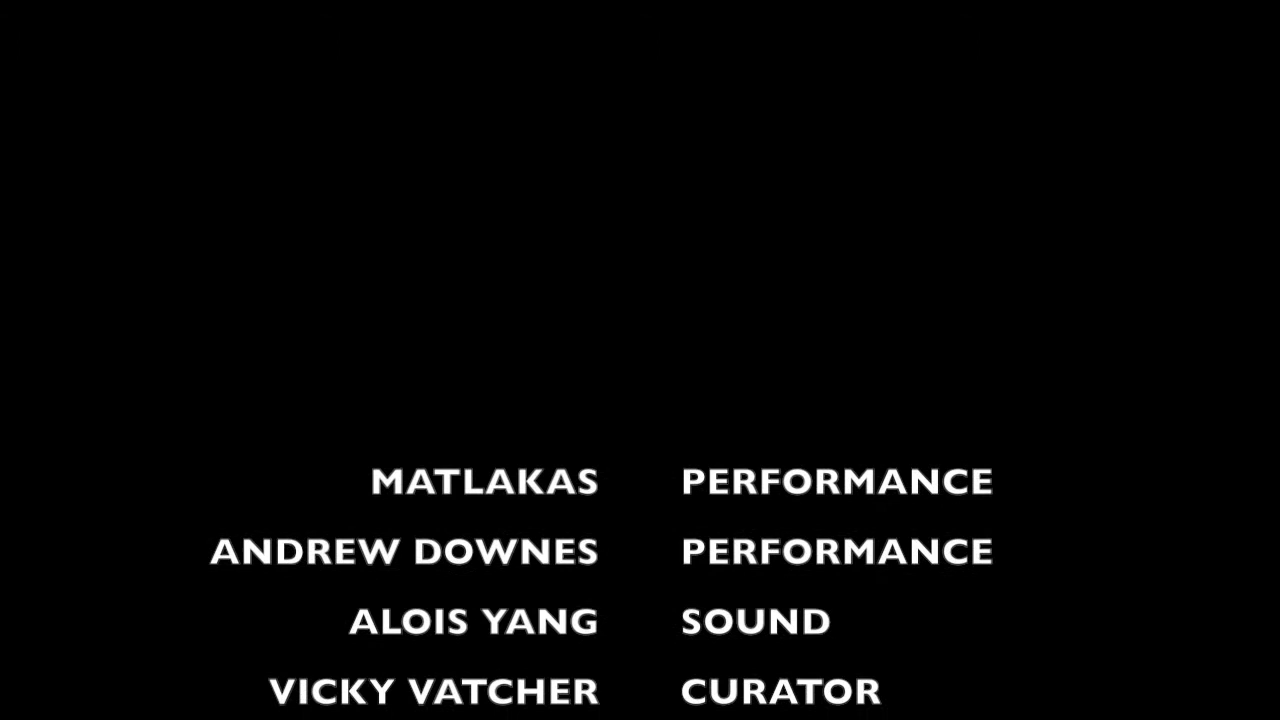 MATLAKAS PERFORMANCE
ANDREW DOWNES PERFORMANCE
ALOIS YANG SOUND
VICKY VATCHER CURATOR